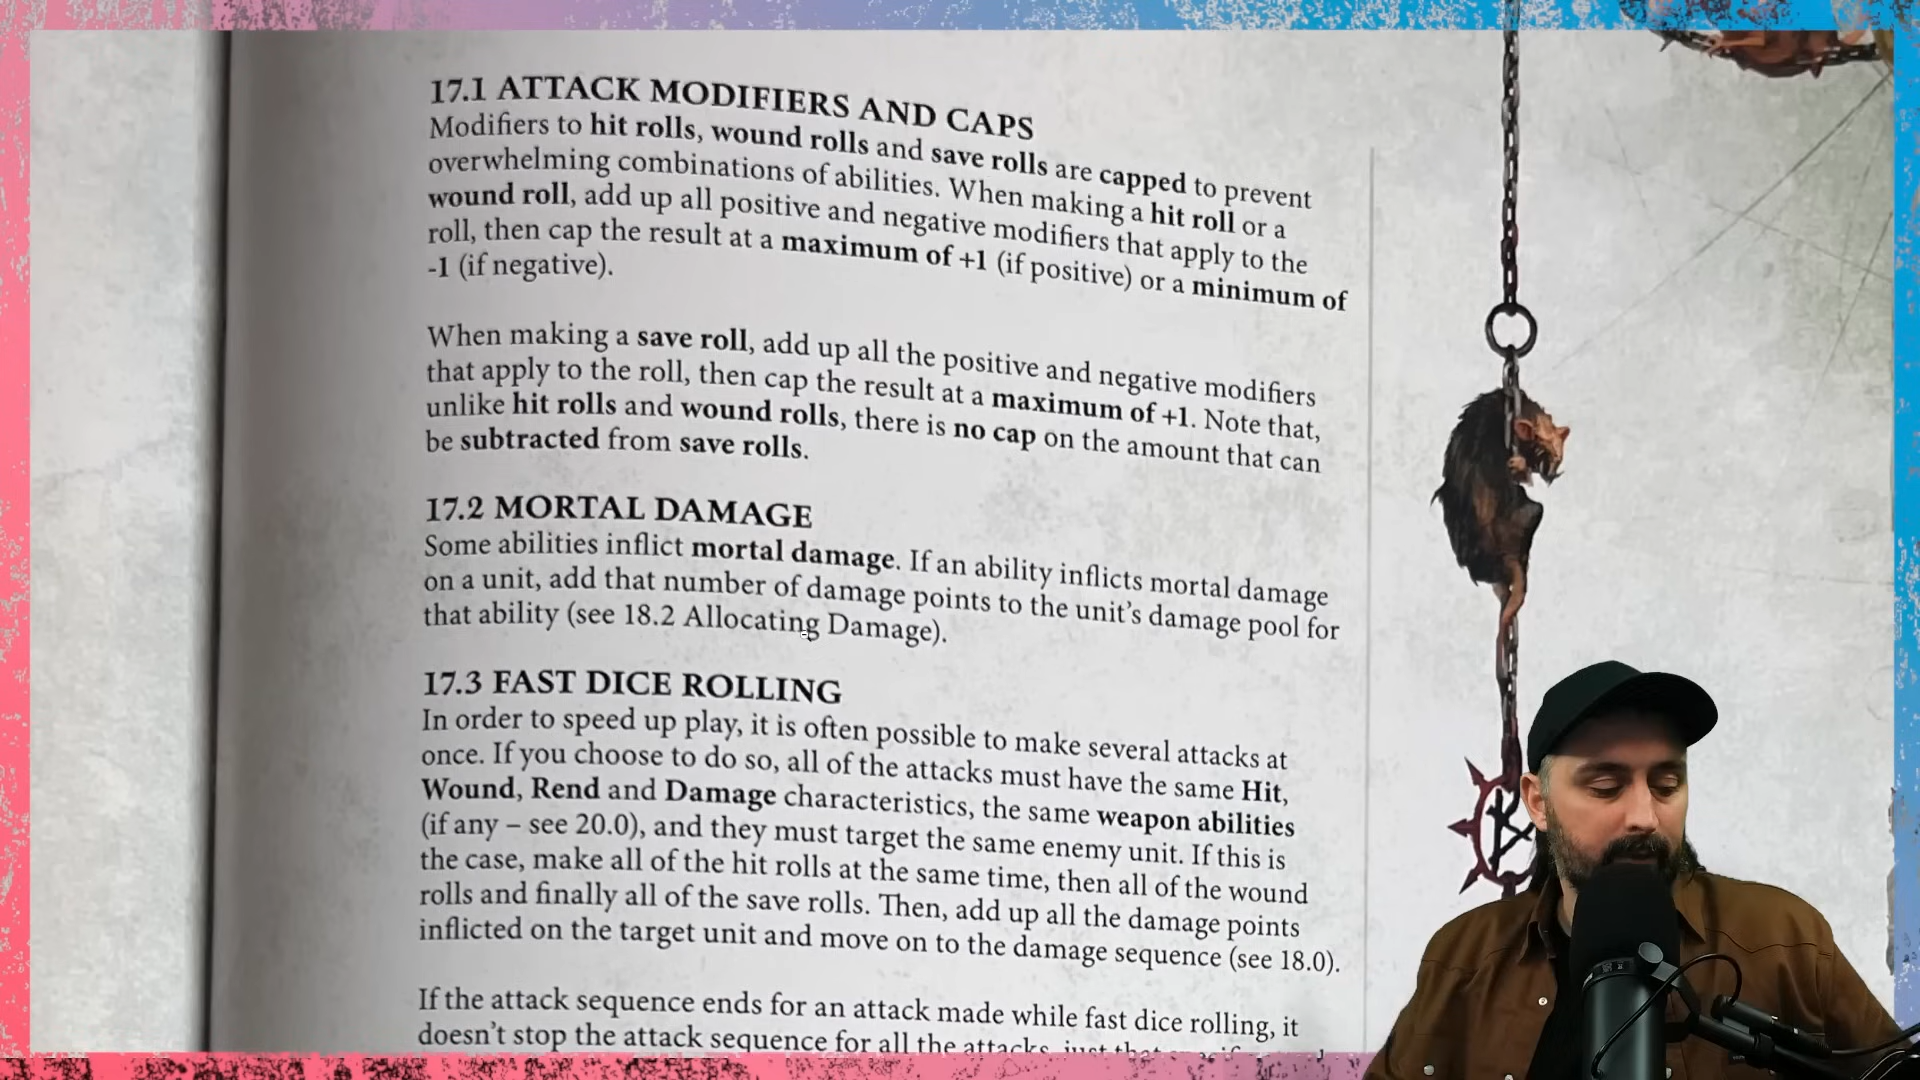 17.1 ATTACK MODIFIERS AND CAPS
Modifiers to hit rolls, wound rolls and save rolls are capped to prevent
overwhelming combinations of abilities. When making a hit roll or a
wound roll, add up all positive and negative modifiers that apply to the
roll, then cap the result at a maximum of +1 (if positive) or a minimum of
-1 (if negative).
When making a save roll, add up all the positive and negative modifiers
that apply to the roll, then cap the result at a maximum of +1. Note that,
unlike hit rolls and wound rolls, there is no cap on the amount that can
be subtracted from save rolls.
17.2 MORTAL DAMAGE
Some abilities inflict mortal damage. If an ability inflicts mortal damage
on a unit, add that number of damage points to the unit's damage pool for
that ability (see 18.2 Allocating Damage).
17.3 FAST DICE ROLLING
In order to speed up play, it is often possible to make several attacks at
once. If you choose to do so, all of the attacks must have the same Hit,
Wound, Rend and Damage characteristics, the same weapon abilities
(if any – see 20.0), and they must target the same enemy unit. If this is
the case, make all of the hit rolls at the same time, then all of the wound
rolls and finally all of the save rolls. Then, add up all the damage points
inflicted on the target unit and move on to the damage sequence (see 18.0).
If the attack sequence ends for an attack made while fast dice rolling, it
doesn't stop the attack sequence for all the attacks, just that